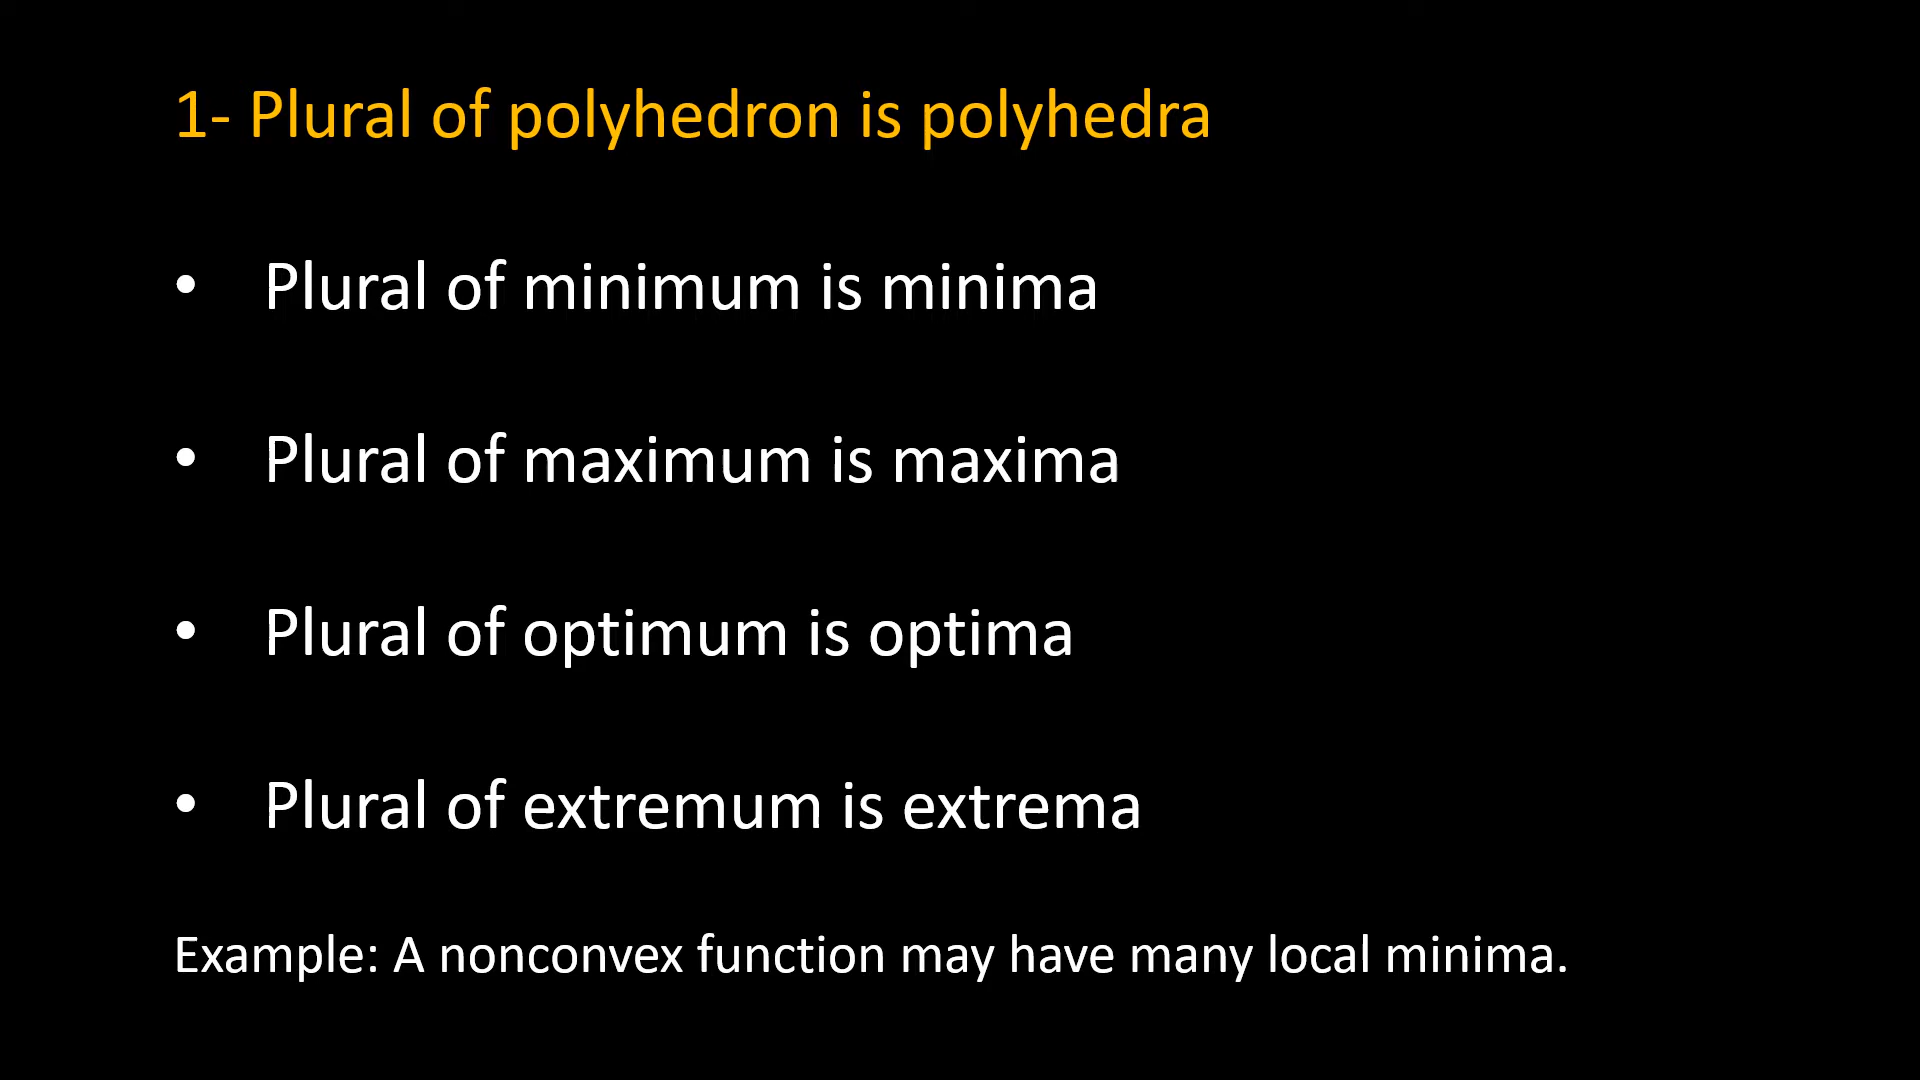 1- Plural of polyhedron is polyhedra
• Plural of minimum is minima
• Plural of maximum is maxima
• Plural of optimum is optima
• Plural of extremum is extrema
Example: A nonconvex function may have many local minima.